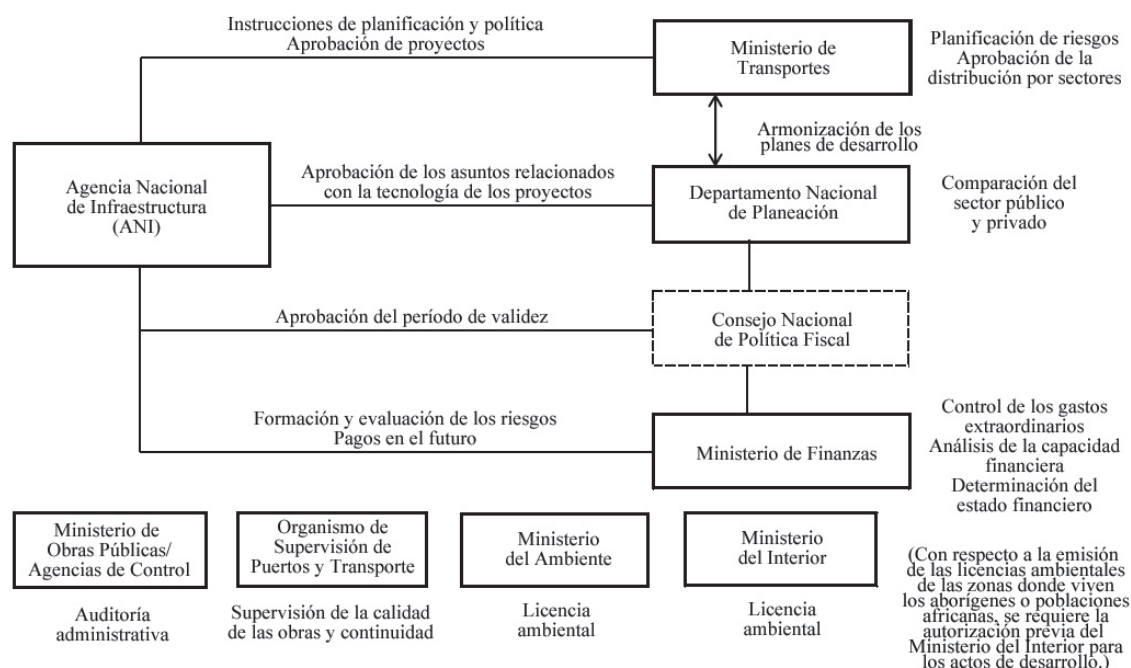 Instrucciones de planificación y política
Aprobación de proyectos
Ministerio de
Transportes
Planificación de riesgos
Aprobación de la
distribución por sectores
Armonización de los
planes de desarrollo
Agencia Nacional
de Infraestructura
(ANI)
Aprobación de los asuntos relacionados
con la tecnología de los proyectos
Departamento Nacional
de Planeación
Comparación del
sector público
y privado
Aprobación del período de validez
Consejo Nacional
de Política Fiscal
Formación y evaluación de los riesgos
Pagos en el futuro
Ministerio de Finanzas
Control de los gastos
extraordinarios
Análisis de la capacidad
financiera
Determinación del
estado financiero
Ministerio de
Obras Públicas/
Agencias de Control
Auditoría
administrativa
Organismo de
Supervisión de
Puertos y Transporte
Supervisión de la calidad
de las obras y continuidad
Ministerio
del Ambiente
Licencia
ambiental
Ministerio
del Interior
Licencia
ambiental
(Con respecto a la emisión
de las licencias ambientales
de las zonas donde viven
los aborígenes o poblaciones
africanas, se requiere la
autorización previa del
Ministerio del Interior para
los actos de desarrollo.)